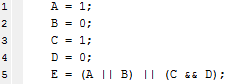 1 A = 1;
2 B = 0;
3 C = 1;
4 D = 0;
5 E = (A || B) || (C && D);